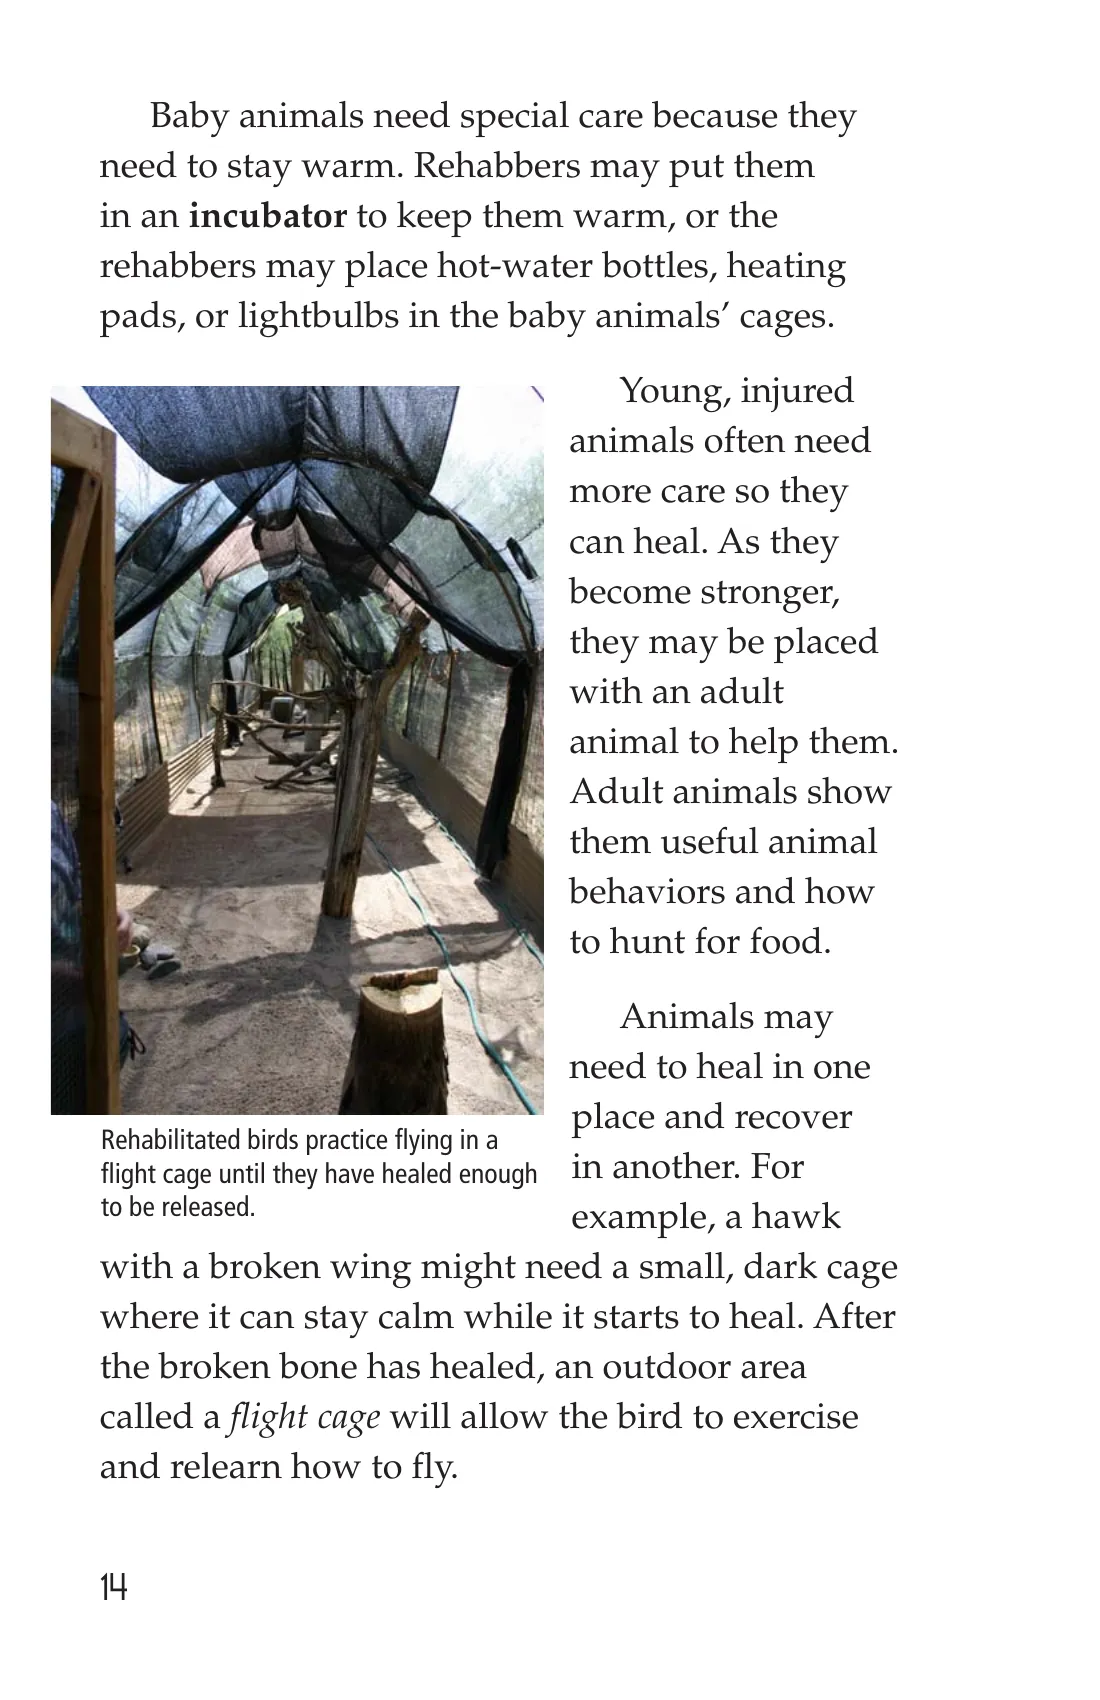 Baby animals need special care because they
need to stay warm. Rehabbers may put them
in an incubator to keep them warm, or the
rehabbers may place hot-water bottles, heating
pads, or lightbulbs in the baby animals’ cages.
Young, injured
animals often need
more care so they
can heal. As they
become stronger,
they may be placed
with an adult
animal to help them.
Adult animals show
them useful animal
behaviors and how
to hunt for food.
Animals may
need to heal in one
place and recover
in another. For
example, a hawk
with a broken wing might need a small, dark cage
where it can stay calm while it starts to heal. After
the broken bone has healed, an outdoor area
called a flight cage will allow the bird to exercise
and relearn how to fly.
Rehabilitated birds practice flying in a
flight cage until they have healed enough
to be released.
14